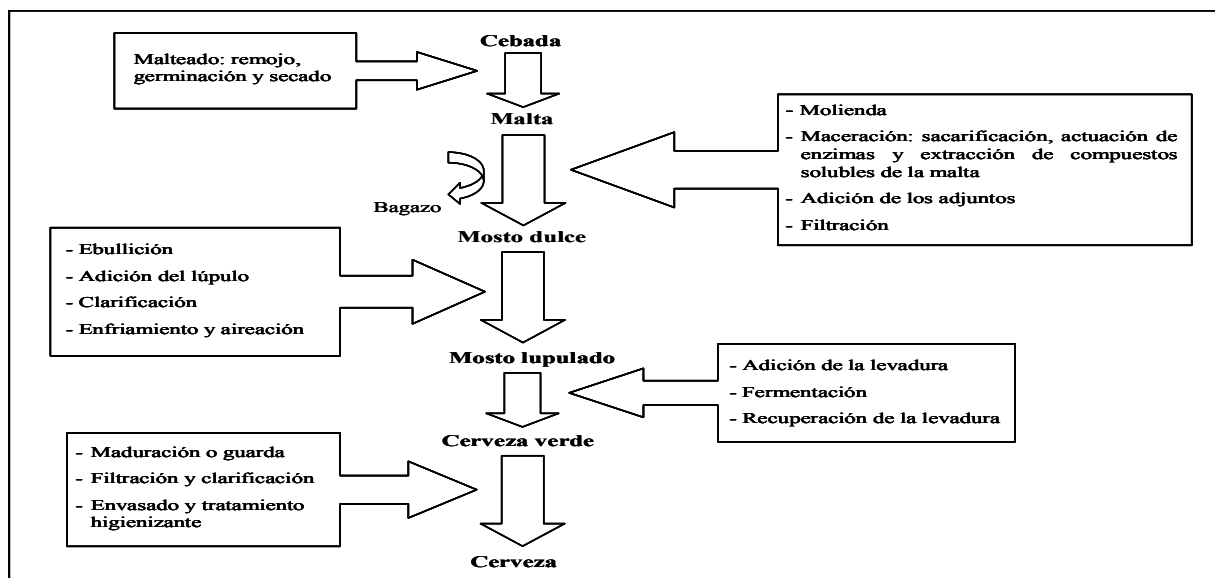 Cebada
Malteado: remojo,
germinación y secado
Malta
- Molienda
- Maceración: sacarificación, actuación de
enzimas y extracción de compuestos
solubles de la malta
- Adición de los adjuntos
- Filtración
Bagazo
Mosto dulce
- Ebullición
- Adición del lúpulo
- Clarificación
- Enfriamiento y aireación
Mosto lupulado
- Adición de la levadura
- Fermentación
- Recuperación de la levadura
Cerveza verde
- Maduración o guarda
- Filtración y clarificación
- Envasado y tratamiento
higienizante
Cerveza